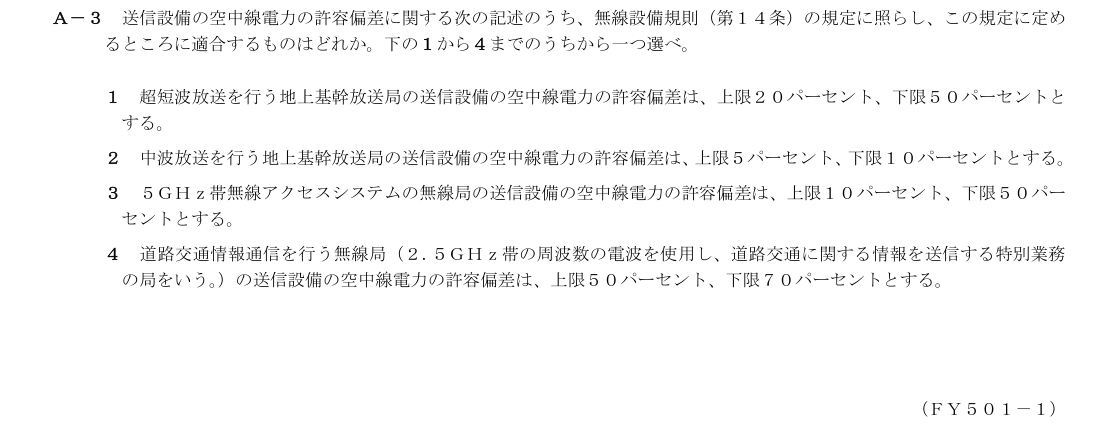 Ａ－３　送信設備の空中線電力の許容偏差に関する次の記述のうち、無線設備規則（第１４条）の規定に照らし、この規定に定め
るところに適合するものはどれか。下の１から４までのうちから一つ選べ。
１　超短波放送を行う地上基幹放送局の送信設備の空中線電力の許容偏差は、上限２０パーセント、下限５０パーセントと
する。
２　中波放送を行う地上基幹放送局の送信設備の空中線電力の許容偏差は、上限５パーセント、下限１０パーセントとする。
３　５ＧＨｚ帯無線アクセスシステムの無線局の送信設備の空中線電力の許容偏差は、上限１０パーセント、下限５０パー
セントとする。
４　道路交通情報通信を行う無線局（２．５ＧＨｚ帯の周波数の電波を使用し、道路交通に関する情報を送信する特別業務
の局をいう。）の送信設備の空中線電力の許容偏差は、上限５０パーセント、下限７０パーセントとする。
（ＦＹ５０１－１）